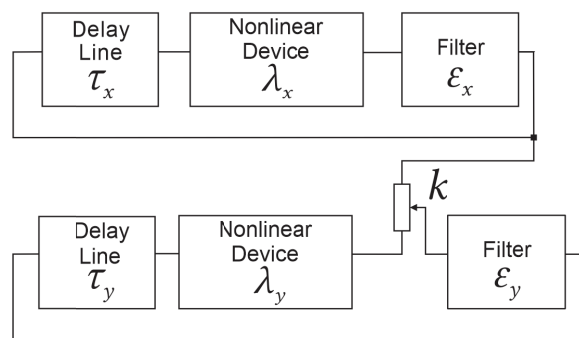 Delay
Line
τx
Nonlinear
Device
λx
Filter
εx
k
Delay
Line
τy
Nonlinear
Device
λy
Filter
εy